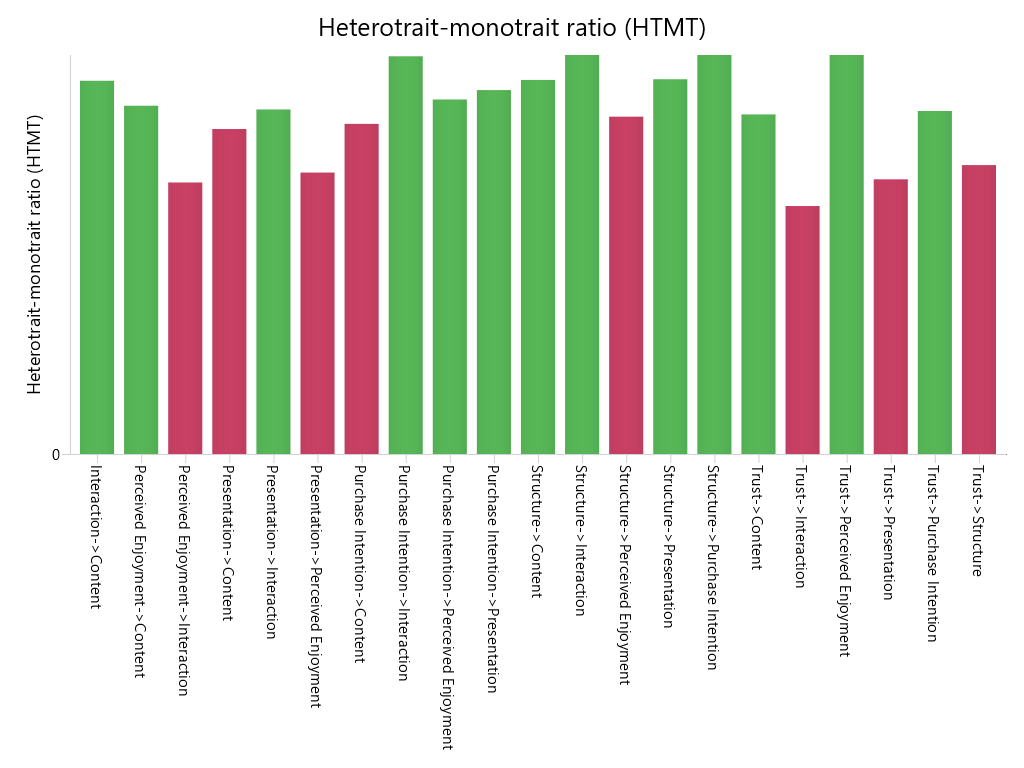 Heterotrait-monotrait ratio (HTMT)
Heterotrait-monotrait ratio (HTMT)
0
Interaction->Content
Perceived Enjoyment->Content
Perceived Enjoyment->Interaction
Presentation->Content
Presentation->Interaction
Presentation->Perceived Enjoyment
Purchase Intention->Content
Purchase Intention->Interaction
Purchase Intention->Perceived Enjoyment
Purchase Intention->Presentation
Structure-->Content
Structure-->Interaction
Structure-->Perceived Enjoyment
Structure-->Presentation
Structure-->Purchase Intention
Trust-->Content
Trust-->Interaction
Trust-->Perceived Enjoyment
Trust-->Presentation
Trust-->Purchase Intention
Trust-->Structure